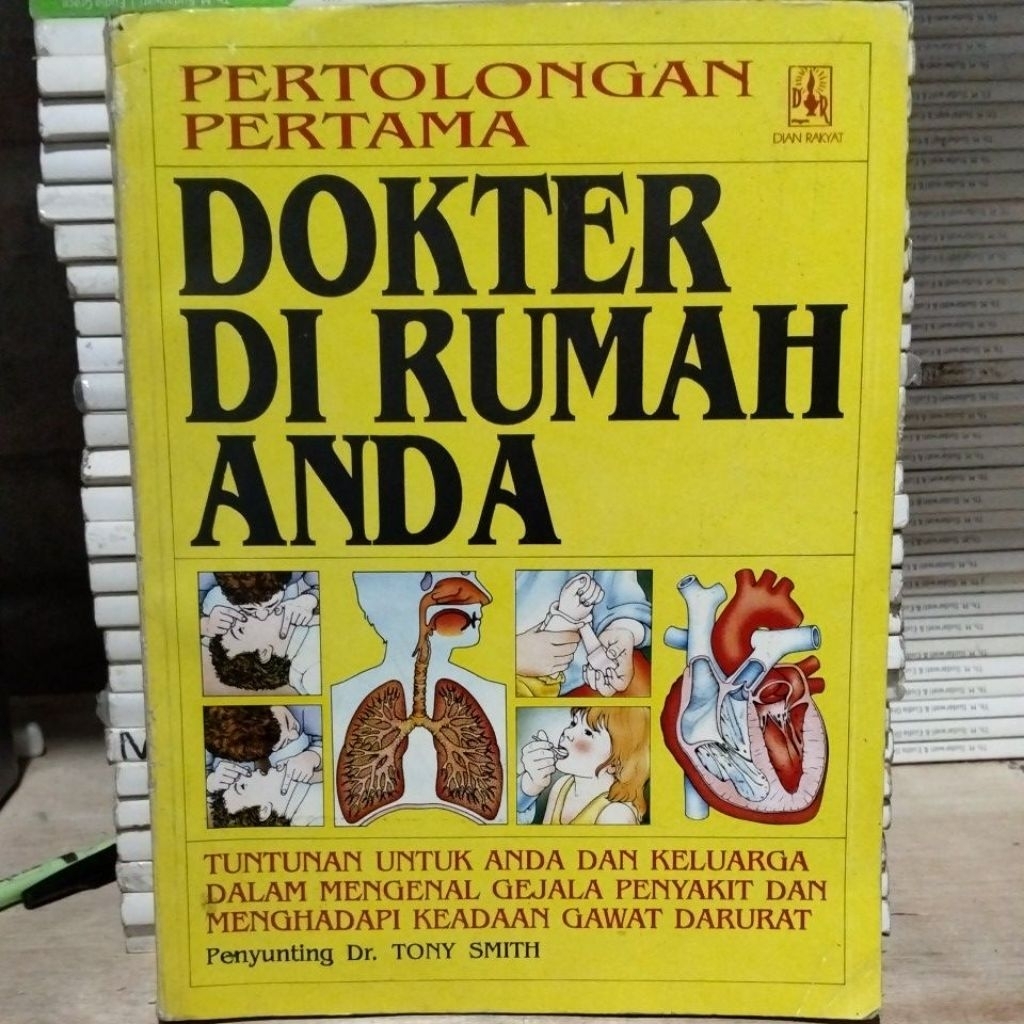 PERTOLONGAN
PERTAMA
D R
DIAN RAKYAT
DOKTER
DI RUMAH
ANDA
TUNTUNAN UNTUK ANDA DAN KELUARGA
DALAM MENGENAL GEJALA PENYAKIT DAN
MENGHADAPI KEADAAN GAWAT DARURAT
Penyunting Dr. TONY SMITH